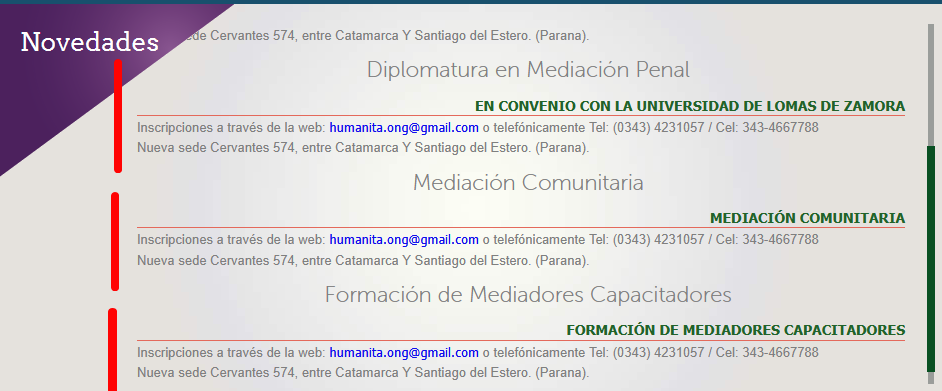 Novedades
sede Cervantes 574, entre Catamarca Y Santiago del Estero. (Parana).
Diplomatura en Mediación Penal
EN CONVENIO CON LA UNIVERSIDAD DE LOMAS DE ZAMORA
Inscripciones a través de la web: humanita.ong@gmail.com o telefónicamente Tel: (0343) 4231057 / Cel: 343-4667788
Nueva sede Cervantes 574, entre Catamarca Y Santiago del Estero. (Parana).
Mediación Comunitaria
MEDIACIÓN COMUNITARIA
Inscripciones a través de la web: humanita.ong@gmail.com o telefónicamente Tel: (0343) 4231057 / Cel: 343-4667788
Nueva sede Cervantes 574, entre Catamarca Y Santiago del Estero. (Parana).
Formación de Mediadores Capacitadores
FORMACIÓN DE MEDIADORES CAPACITADORES
Inscripciones a través de la web: humanita.ong@gmail.com o telefónicamente Tel: (0343) 4231057 / Cel: 343-4667788
Nueva sede Cervantes 574, entre Catamarca Y Santiago del Estero. (Parana).